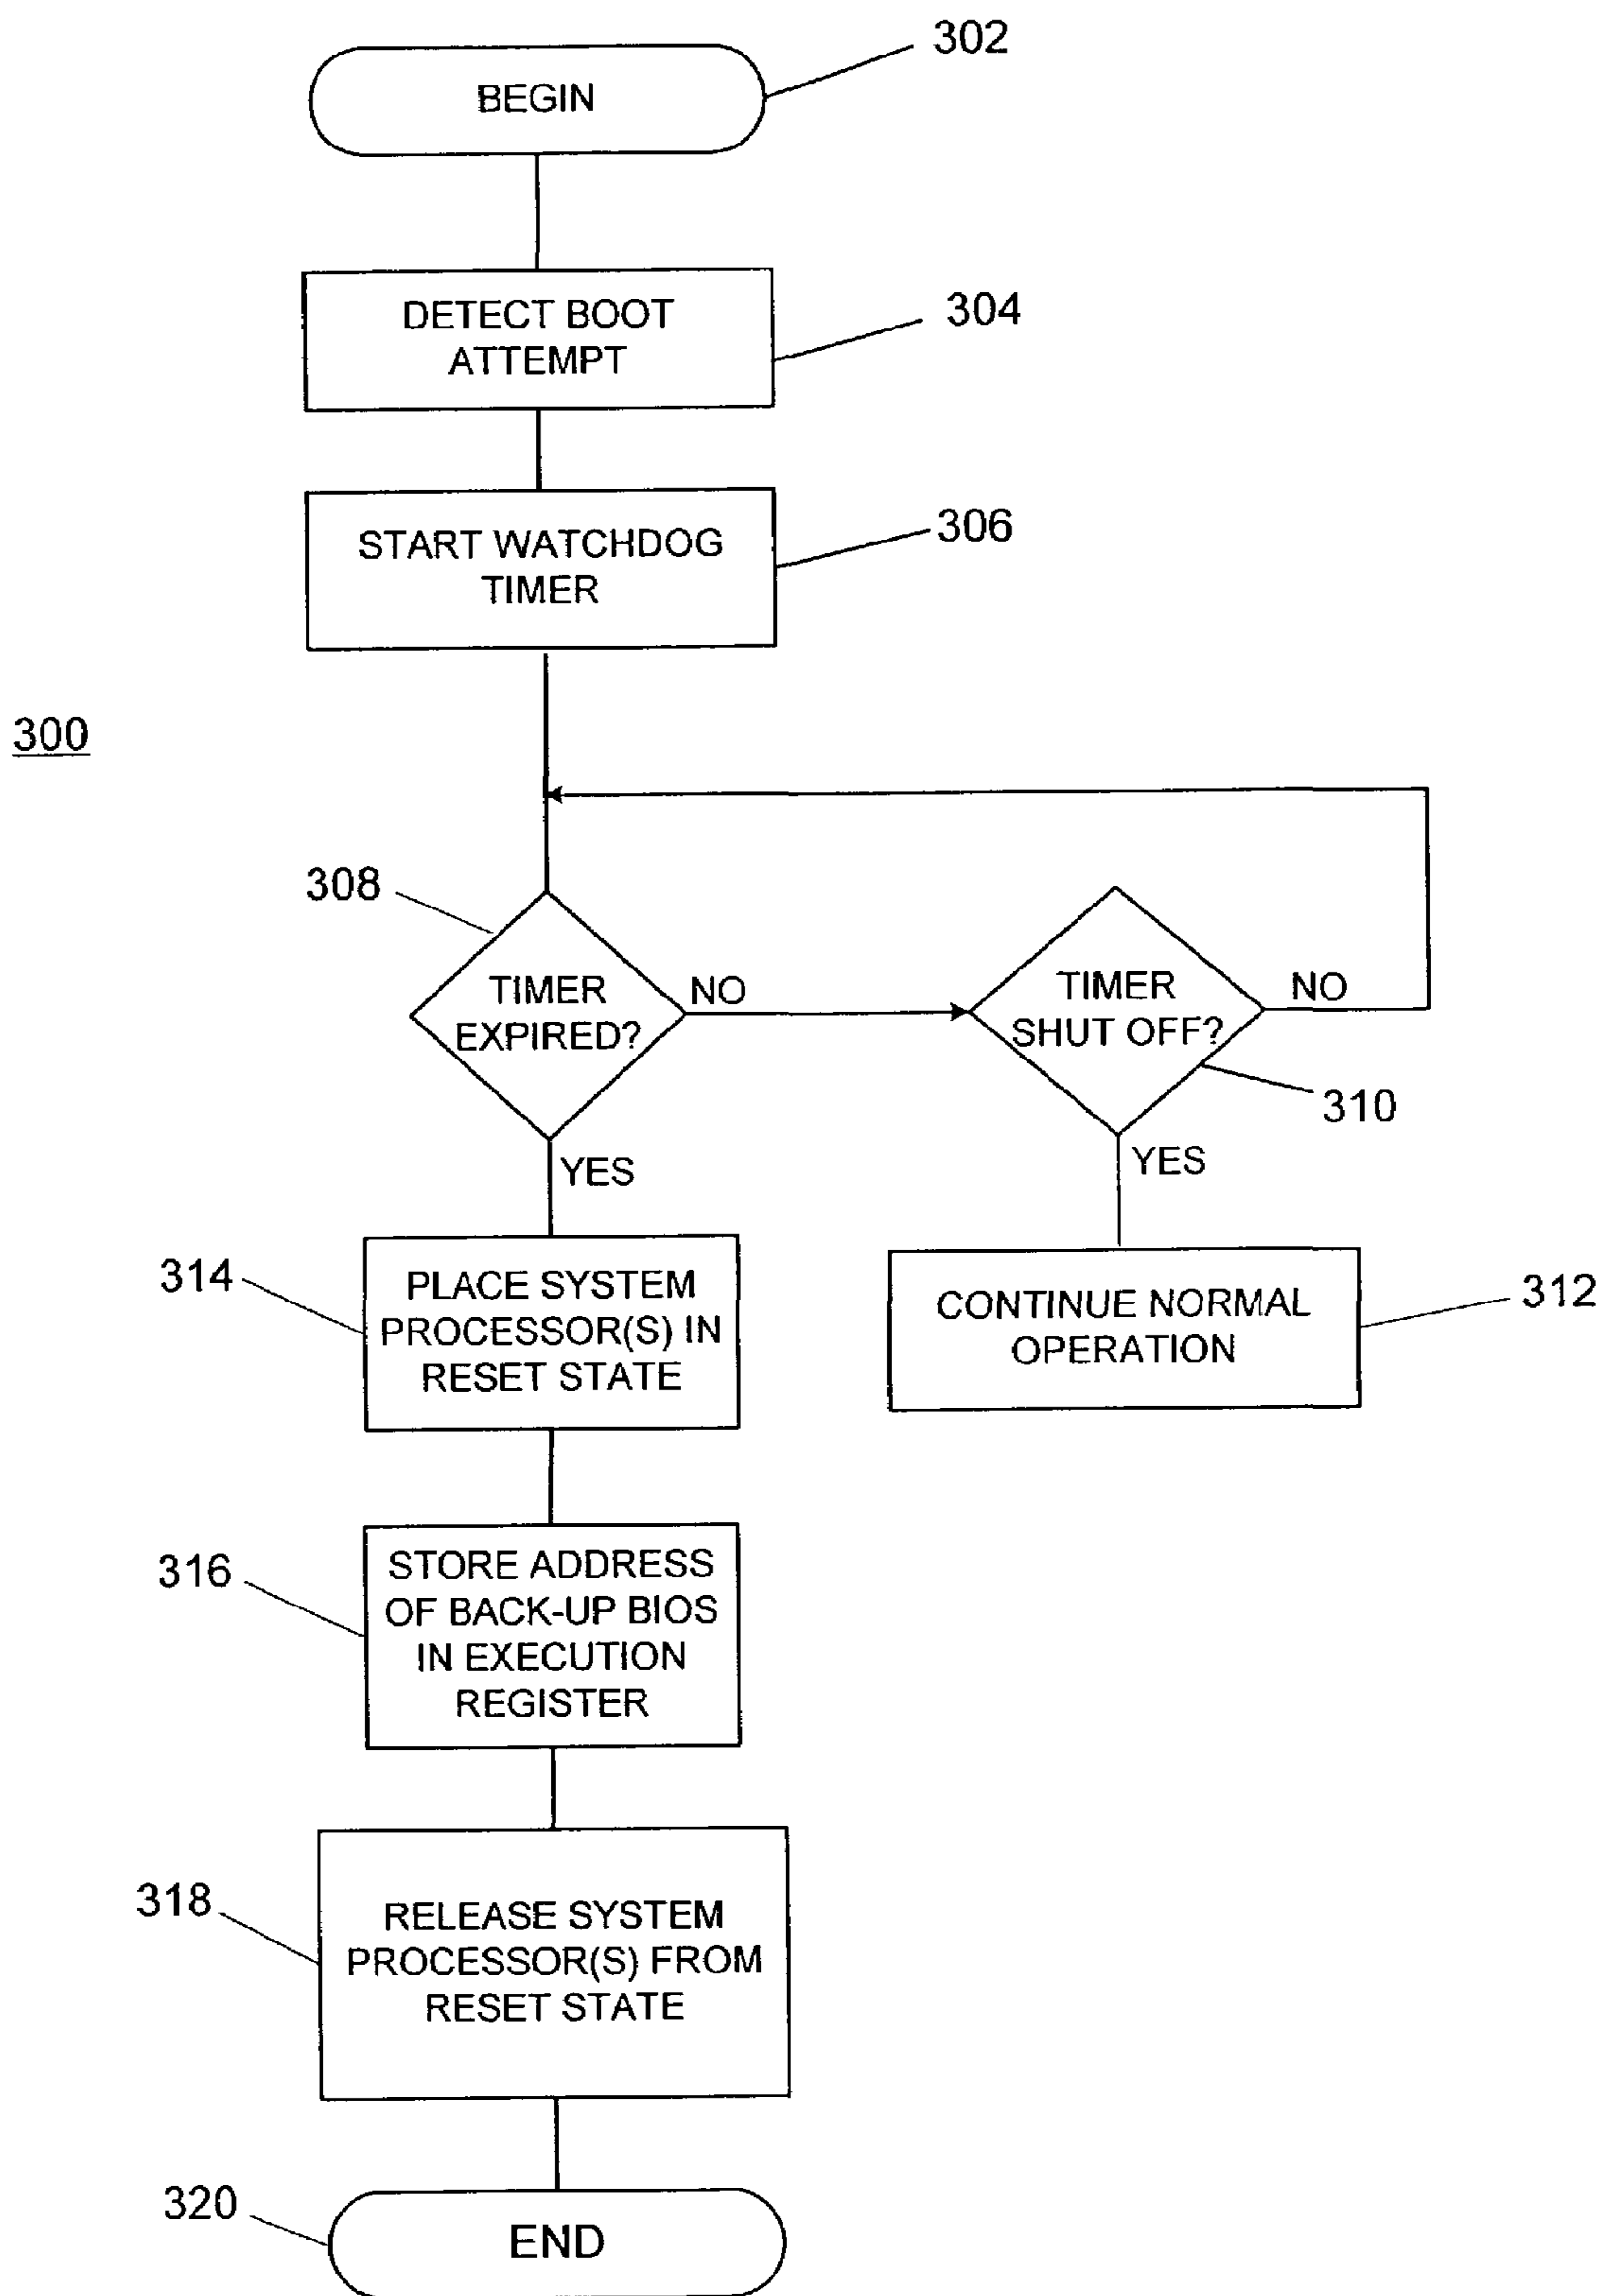 302
BEGIN
304
DETECT BOOT
ATTEMPT
306
START WATCHDOG
TIMER
300
308
TIMER
EXPIRED?
NO
TIMER
SHUT OFF?
NO
310
YES
YES
314
PLACE SYSTEM
PROCESSOR(S) IN
RESET STATE
CONTINUE NORMAL
OPERATION
312
316
STORE ADDRESS
OF BACK-UP BIOS
IN EXECUTION
REGISTER
318
RELEASE SYSTEM
PROCESSOR(S) FROM
RESET STATE
320
END